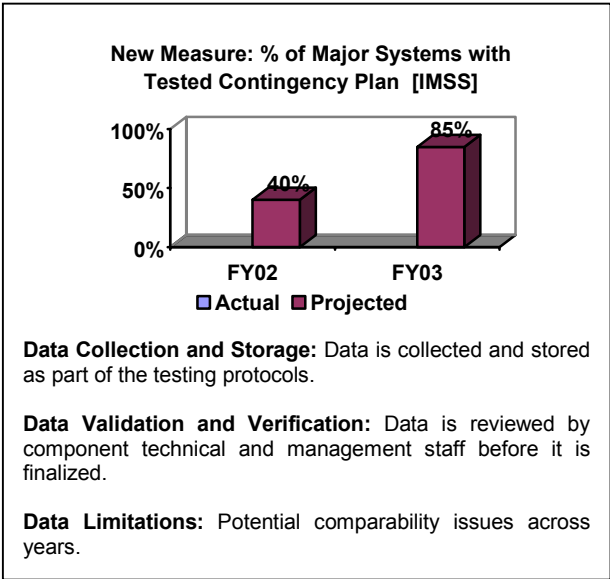 New Measure: % of Major Systems with
Tested Contingency Plan [IMSS]
100%
50%
0%
40%
85%
FY02 FY03
Actual Projected
Data Collection and Storage: Data is collected and stored
as part of the testing protocols.
Data Validation and Verification: Data is reviewed by
component technical and management staff before it is
finalized.
Data Limitations: Potential comparability issues across
years.